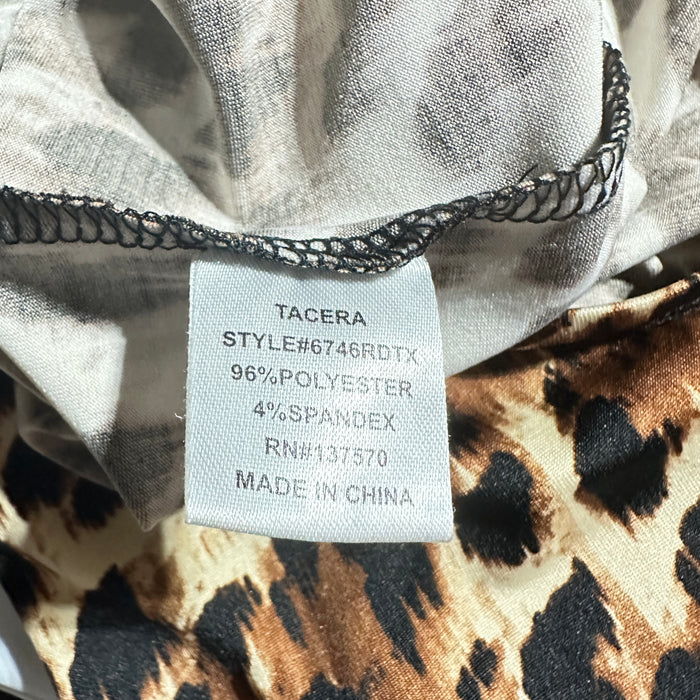 TACERA
STYLE#6746RDTX
96%POLYESTER
4%SPANDEX
RN#137570
MADE IN CHINA